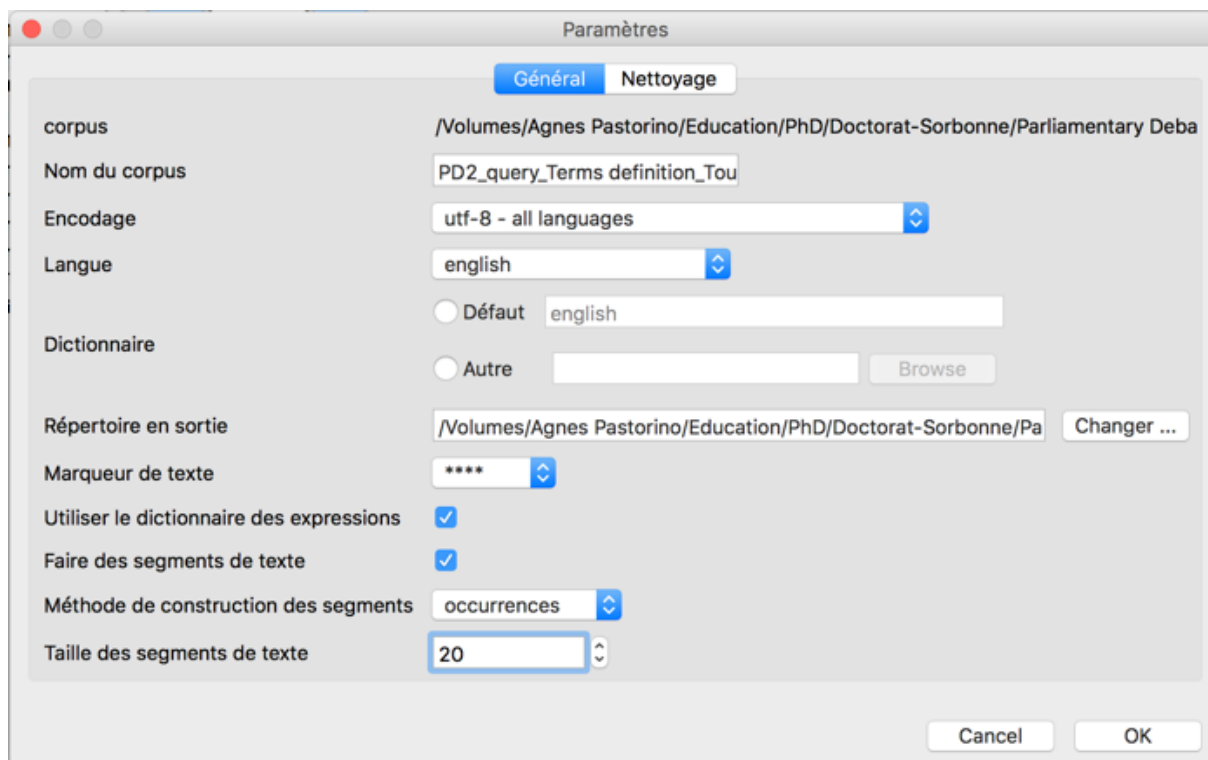 Paramètres
Général Nettoyage
corpus /Volumes/Agnes Pastorino/Education/PhD/Doctorat-Sorbonne/Parliamentary Deba
Nom du corpus PD2_query_Terms definition_Tou
Encodage utf-8 - all languages
Langue english
Défaut english
Dictionnaire
Autre Browse
Répertoire en sortie /Volumes/Agnes Pastorino/Education/PhD/Doctorat-Sorbonne/Pa Changer ...
Marqueur de texte ****
Utiliser le dictionnaire des expressions
Faire des segments de texte
Méthode de construction des segments occurrences
Taille des segments de texte 20
Cancel OK